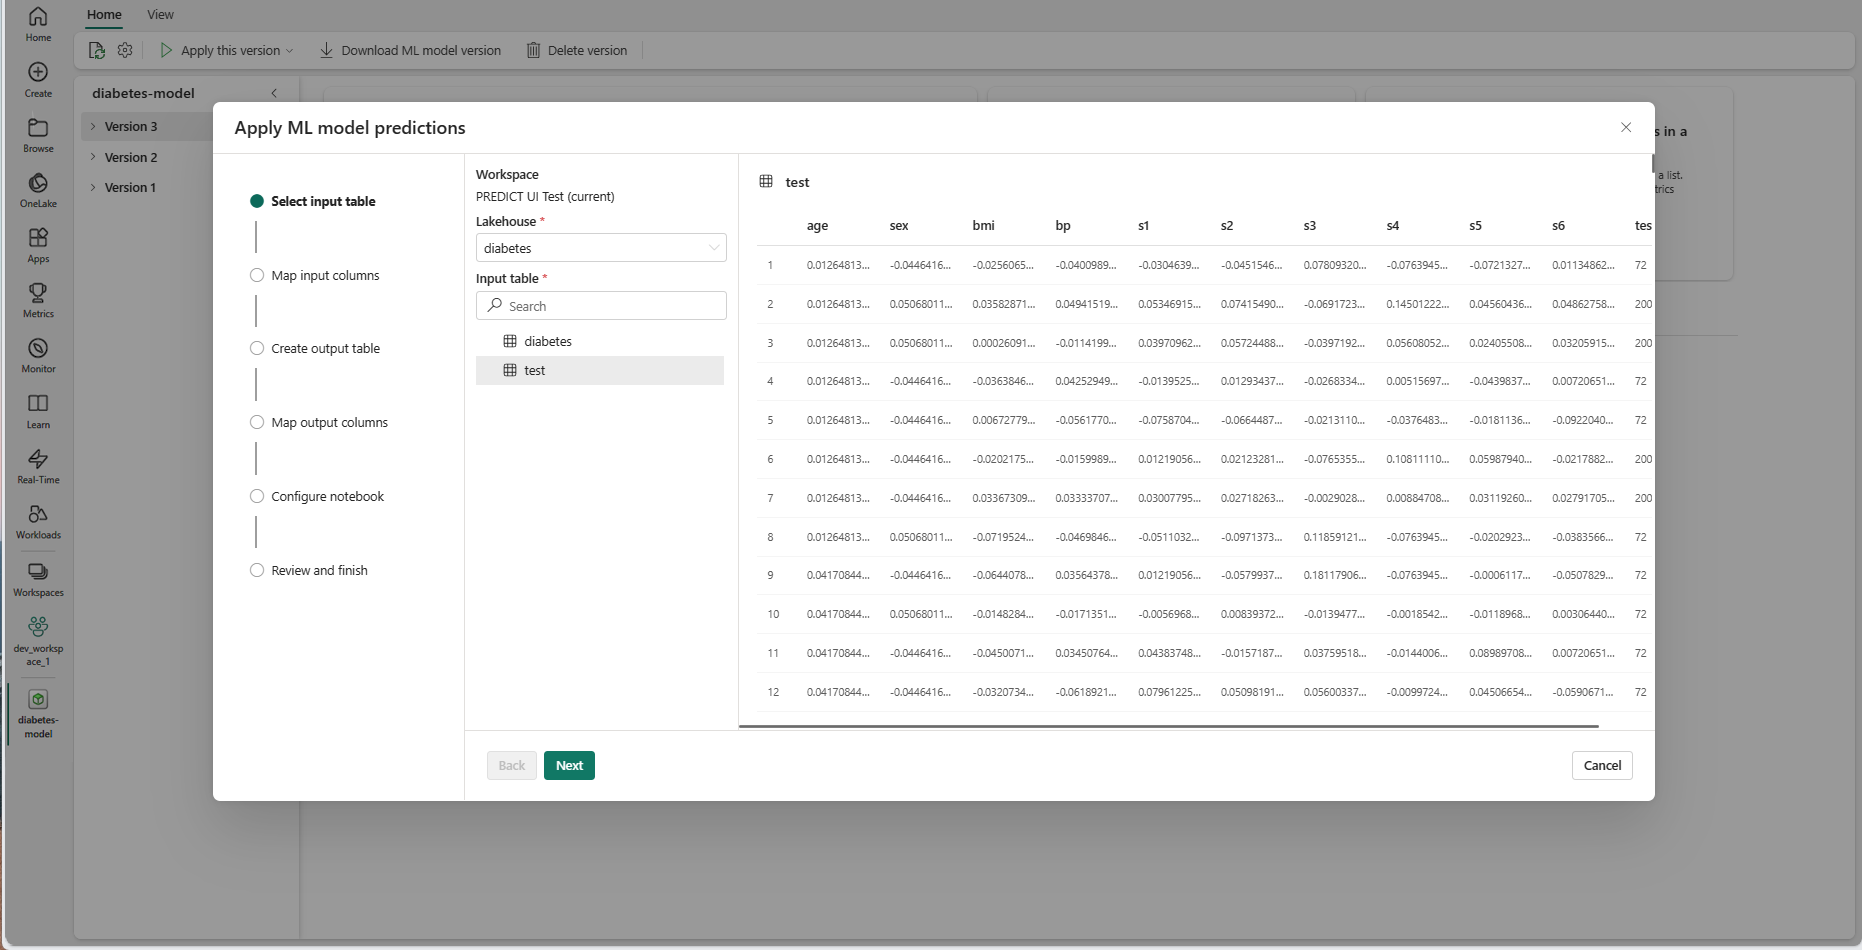 Home View
Home
Apply this version Download ML model version Delete version
Create
diabetes-model
Version 3
Version 2
Version 1
Browse
OneLake
Apps
Metrics
Monitor
Learn
Real-Time
Workloads
Workspaces
dev_worksp
ace_1
diabetes-
model
s in a
a list.
trics
Apply ML model predictions
Select input table
Map input columns
Create output table
Map output columns
Configure notebook
Review and finish
Workspace
PREDICT UI Test (current)
Lakehouse *
diabetes
Input table *
Search
diabetes
test
test
age sex bmi bp s1 s2 s3 s4 s5 s6 tes
1 0.01264813... -0.0446416... -0.0256065... -0.0400989... -0.0304639... -0.0451546... 0.07809320... -0.0763945... -0.0721327... 0.01134862... 72
2 0.01264813... 0.05068011... 0.03582871... 0.04941519... 0.05346915... 0.07415490... -0.0691723... 0.14501222... 0.04560436... 0.04862758... 200
3 0.01264813... 0.05068011... 0.00026091... -0.0114199... 0.03970962... 0.05724488... -0.0397192... 0.05608052... 0.02405508... 0.03205915... 200
4 0.01264813... -0.0446416... -0.0363846... 0.04252949... -0.0139525... 0.01293437... -0.0268334... 0.00515697... -0.0439837... 0.00720651... 72
5 0.01264813... -0.0446416... 0.00672779... -0.0561770... -0.0758704... -0.0664487... -0.0213110... -0.0376483... -0.0181136... -0.0922040... 72
6 0.01264813... -0.0446416... -0.0202175... -0.0159989... 0.01219056... 0.02123281... -0.0765355... 0.10811110... 0.05987940... -0.0217882... 200
7 0.01264813... -0.0446416... 0.03367309... 0.03333707... 0.03007795... 0.02718263... -0.0029028... 0.00884708... 0.03119260... 0.02791705... 200
8 0.01264813... 0.05068011... -0.0719524... -0.0469846... -0.0511032... -0.0971373... 0.11859121... -0.0763945... -0.0202923... -0.0383566... 72
9 0.04170844... -0.0446416... -0.0644078... 0.03564378... 0.01219056... -0.0579937... 0.18117906... -0.0763945... -0.0006117... -0.0507829... 72
10 0.04170844... 0.05068011... -0.0148284... -0.0171351... -0.0056968... 0.00839372... -0.0139477... -0.0018542... -0.0118968... 0.00306440... 72
11 0.04170844... -0.0446416... -0.0450071... 0.03450764... 0.04383748... -0.0157187... 0.03759518... -0.0144006... 0.08989708... 0.00720651... 72
12 0.04170844... -0.0446416... -0.0320734... -0.0618921... 0.07961225... 0.05098191... 0.05600337... -0.0099724... 0.04506654... -0.0590671... 72
Back Next Cancel